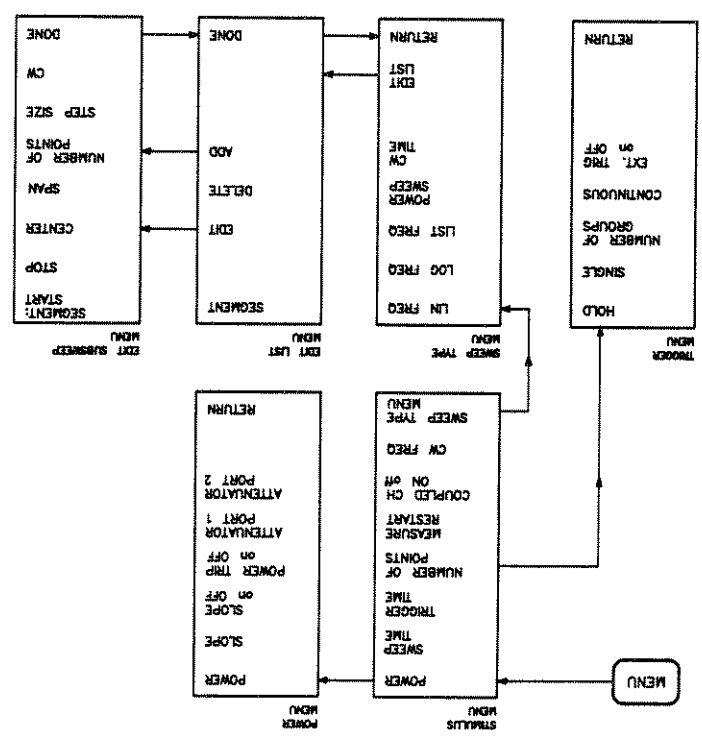 MENU
STIMULUS
MENU
POWER
SWEEP
TIME
TRIGGER
TIME
NUMBER OF
POINTS
MEASURE
RESTART
COUPLED CH
ON off
CW FREQ
SWEEP TYPE
MENU
POWER
MENU
POWER
SLOPE
SLOPE
on OFF
POWER TRIP
on OFF
ATTENUATOR
PORT 1
ATTENUATOR
PORT 2
RETURN
TRIGGER
MENU
HOLD
SINGLE
NUMBER OF
GROUPS
CONTINUOUS
EXT. TRIG
on OFF
RETURN
SWEEP TYPE
MENU
LIN FREQ
LOG FREQ
LIST FREQ
POWER
SWEEP
CW
TIME
EDIT
LIST
RETURN
EDIT LIST
MENU
SEGMENT
EDIT
DELETE
ADD
DONE
EDIT SUBSWEEP
MENU
SEGMENT:
START
STOP
CENTER
SPAN
NUMBER OF
POINTS
STEP SIZE
CW
DONE